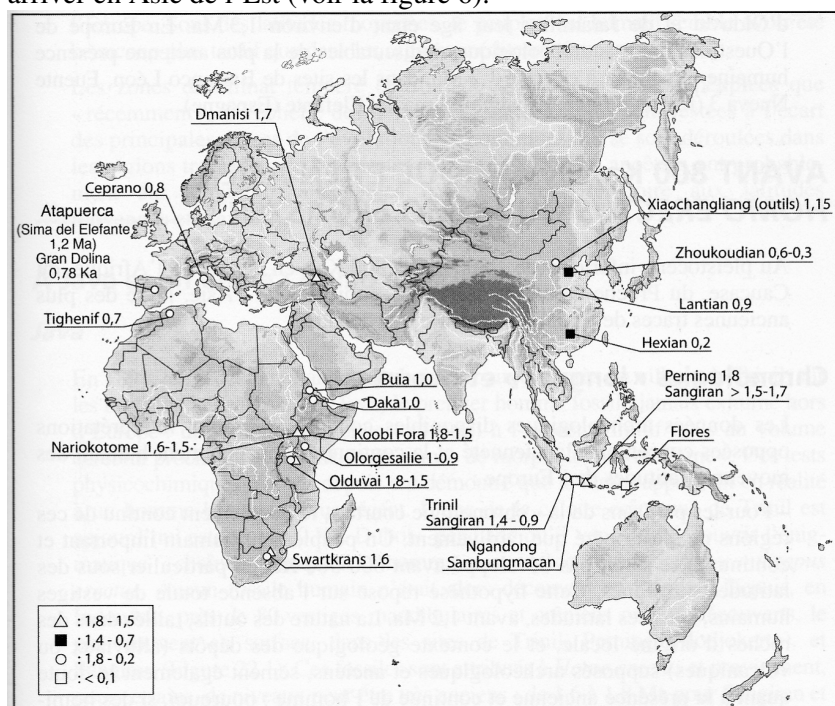 arriver en Asie de l'Est (voir la figure 6).
Dmanisi 1,7
Ceprano 0,8
Atapuerca
(Sima del Elefante
1,2 Ma)
Gran Dolina
0,78 Ka
Tighenif 0,7
Xiaochangliang (outils) 1,15
Zhoukoudian 0,6-0,3
Lantian 0,9
Hexian 0,2
Buia 1,0
Daka 1,0
Perning 1,8
Sangiran > 1,5-1,7
Koobi Fora 1,8-1,5
Flores
Nariokotome 1,6-1,5
Olorgesailie 1-0,9
Olduvai 1,8-1,5
Trinil
Sangiran 1,4 - 0,9
Ngandong
Sambungmacan
Swartkrans 1,6
: 1,8 - 1,5
: 1,4 - 0,7
: 1,8 - 0,2
: < 0,1